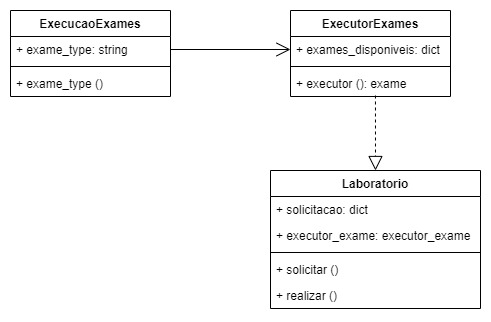 ExecucaoExames
+ exame_type: string
+ exame_type ()
ExecutorExames
+ exames_disponiveis: dict
+ executor (): exame
Laboratorio
+ solicitacao: dict
+ executor_exame: executor_exame
+ solicitar ()
+ realizar ()